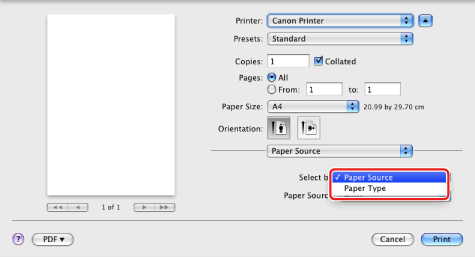 Printer: Canon Printer
Presets: Standard
Copies: 1 Collated
Pages: All
From: 1 to: 1
Paper Size: A4 20.99 by 29.70 cm
Orientation:
Paper Source
Select b ✓ Paper Source
Paper Type
Paper Sourc
1 of 1
? PDF ▼ Cancel Print